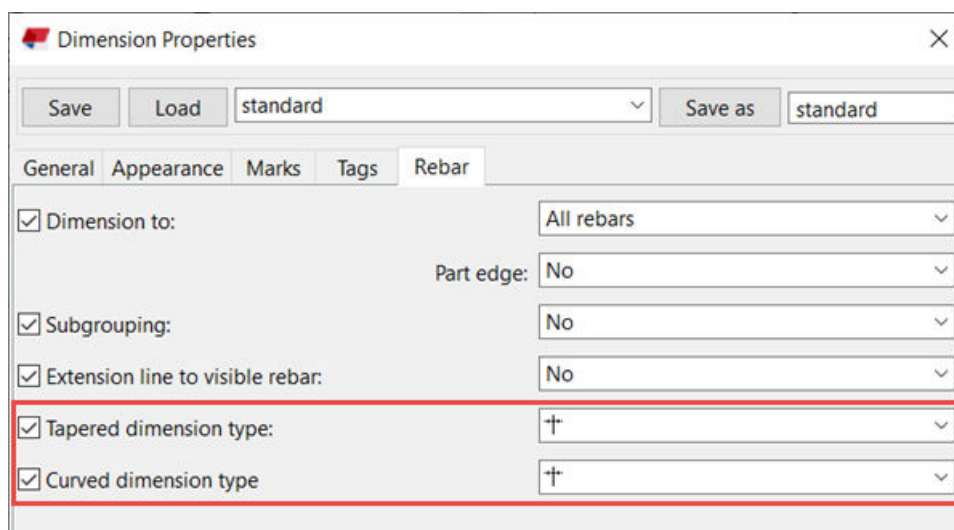 Dimension Properties
Save Load standard Save as standard
General Appearance Marks Tags Rebar
Dimension to: All rebars
Part edge: No
Subgrouping: No
Extension line to visible rebar: No
Tapered dimension type:
Curved dimension type